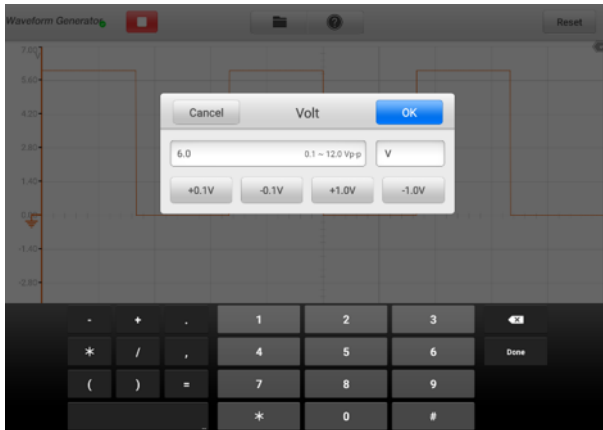 Waveform Generator
Reset
7.00
5.60
4.20
2.80
1.40
0.00
-1.40
-2.80
Cancel Volt OK
6.0 0.1 ~ 12.0 Vp-p V
+0.1V -0.1V +1.0V -1.0V
- + . 1 2 3
* / , 4 5 6 Done
( ) = 7 8 9
* 0 #